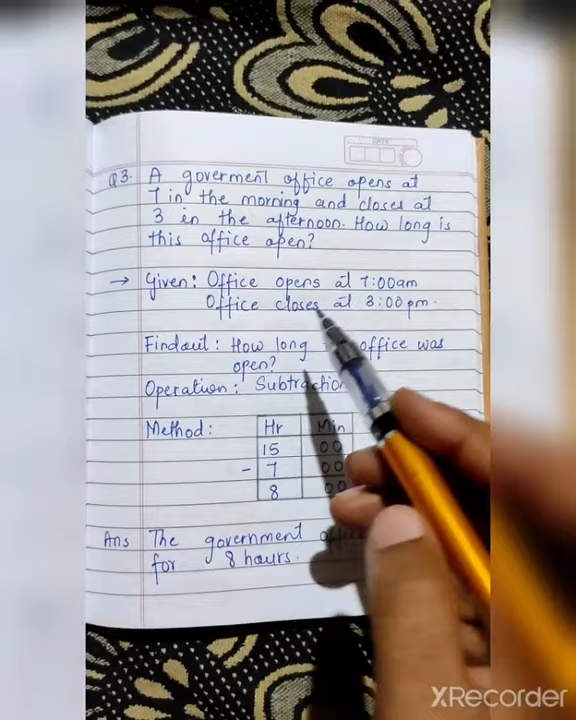 DATE
Q3. A goverment office opens at
7 in the morning and closes at
3 in the afternoon. How long is
this office open?
→ Given: Office opens at 7:00am
Office closes at 3:00pm.
Findout: How long office was
open?
Operation: Subtraction
Method: Hr Min
15 00
- 7 00
8 00
Ans The government
for 8 hours.
XRecorder